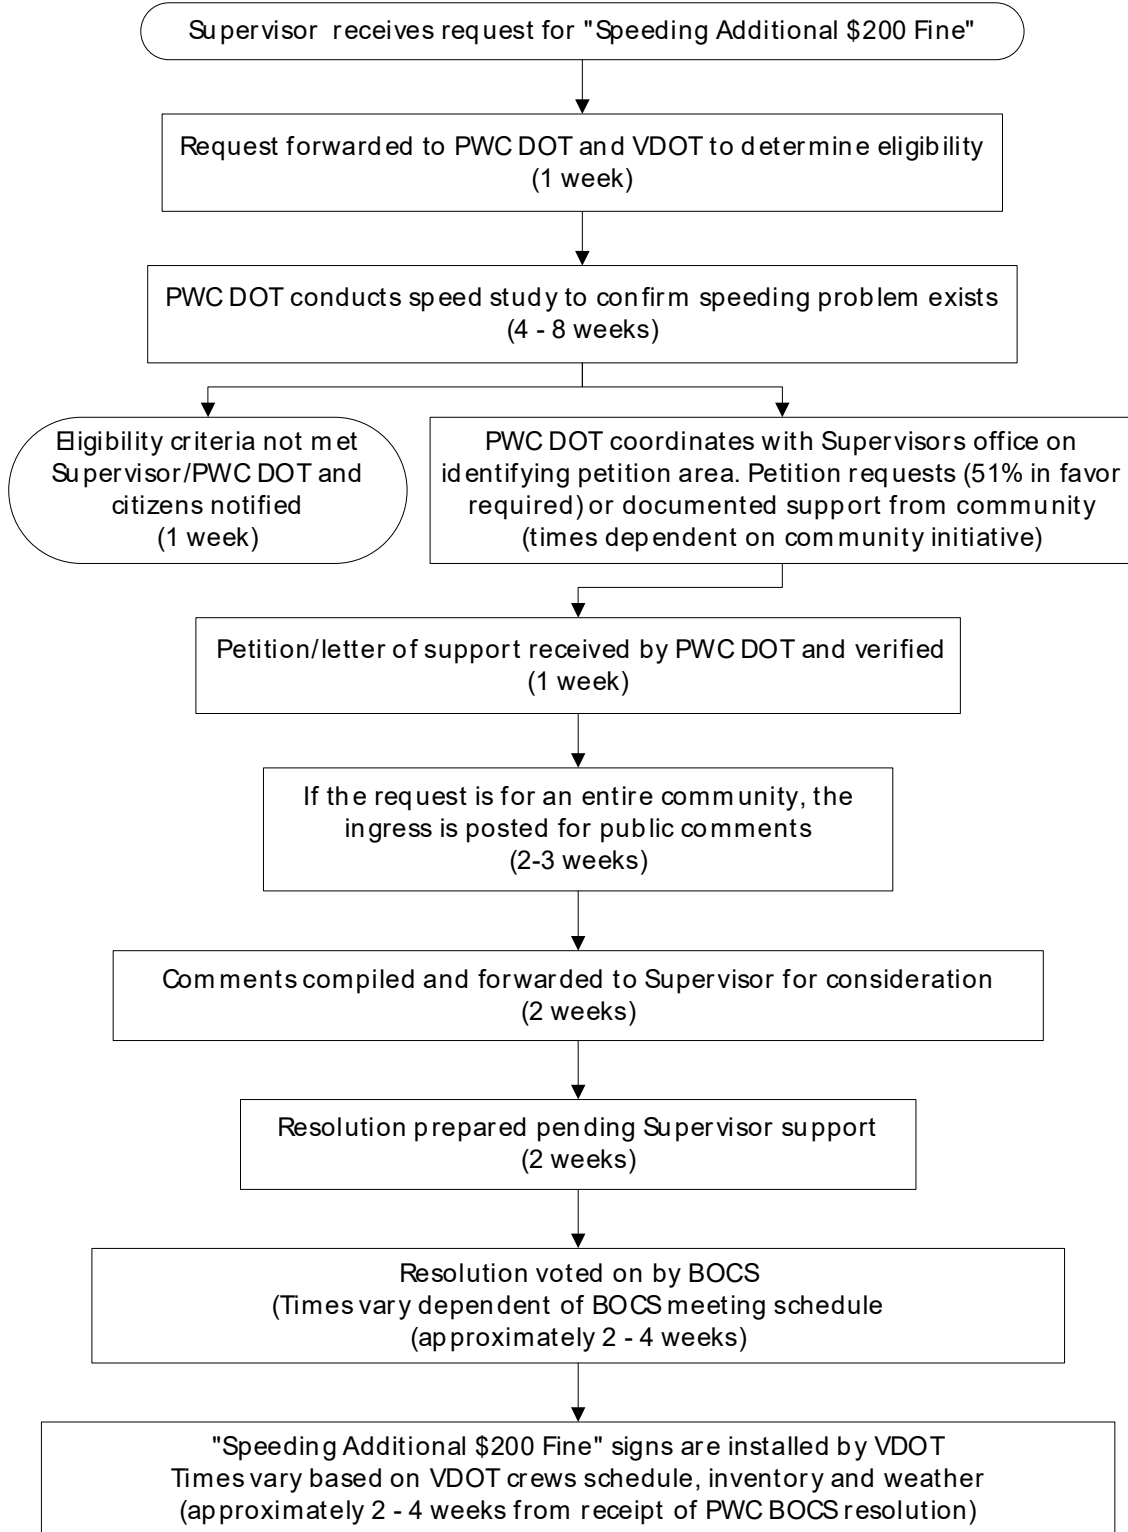 Supervisor receives request for "Speeding Additional $200 Fine"
Request forwarded to PWC DOT and VDOT to determine eligibility
(1 week)
PWC DOT conducts speed study to confirm speeding problem exists
(4 - 8 weeks)
Eligibility criteria not met
Supervisor/PWC DOT and
citizens notified
(1 week)
PWC DOT coordinates with Supervisors office on
identifying petition area. Petition requests (51% in favor
required) or documented support from community
(times dependent on community initiative)
Petition/letter of support received by PWC DOT and verified
(1 week)
If the request is for an entire community, the
ingress is posted for public comments
(2-3 weeks)
Comments compiled and forwarded to Supervisor for consideration
(2 weeks)
Resolution prepared pending Supervisor support
(2 weeks)
Resolution voted on by BOCS
(Times vary dependent of BOCS meeting schedule
(approximately 2 - 4 weeks)
"Speeding Additional $200 Fine" signs are installed by VDOT
Times vary based on VDOT crews schedule, inventory and weather
(approximately 2 - 4 weeks from receipt of PWC BOCS resolution)